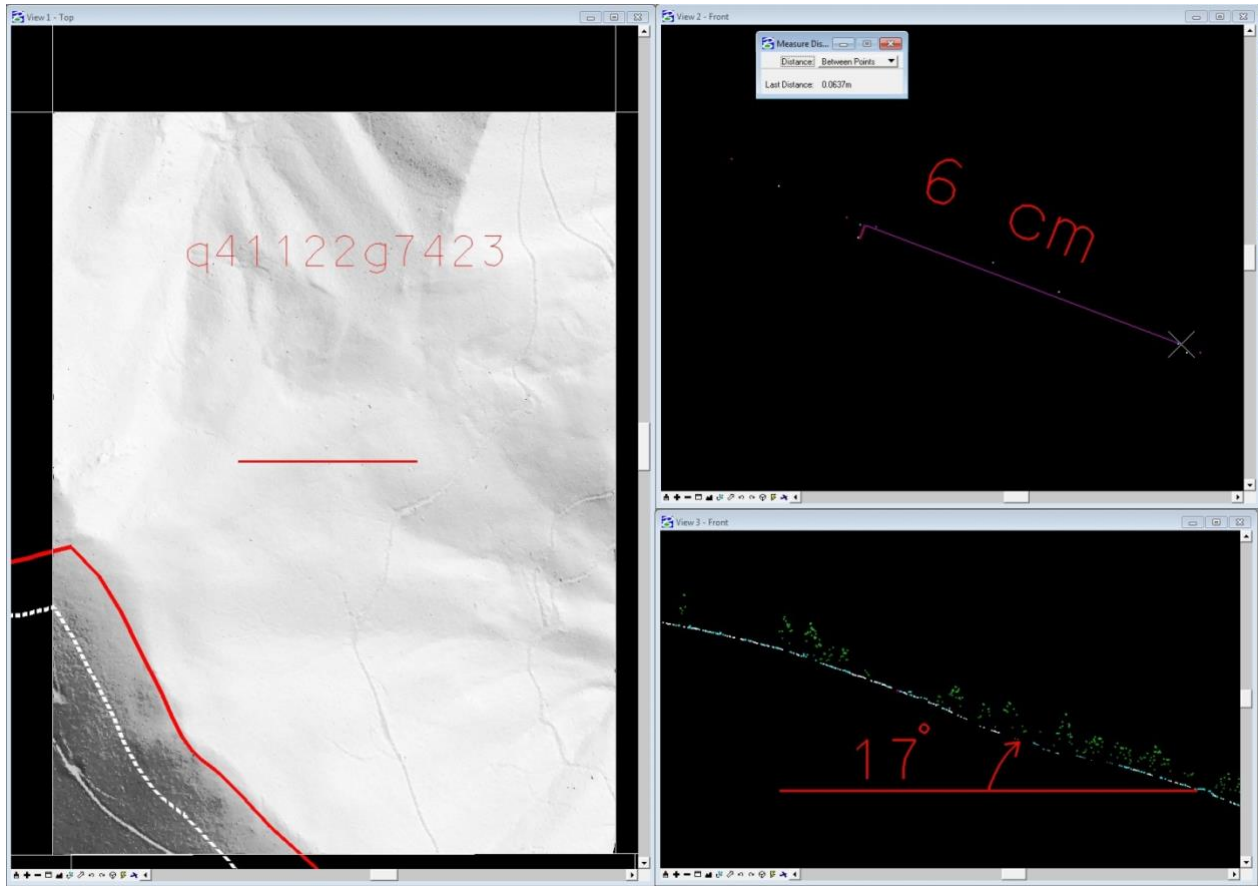 View 1 - Top
q41122g7423
View 2 - Front
Measure Dis...
Distance: Between Points
Last Distance: 0.0637m
6 cm
View 3 - Front
17°